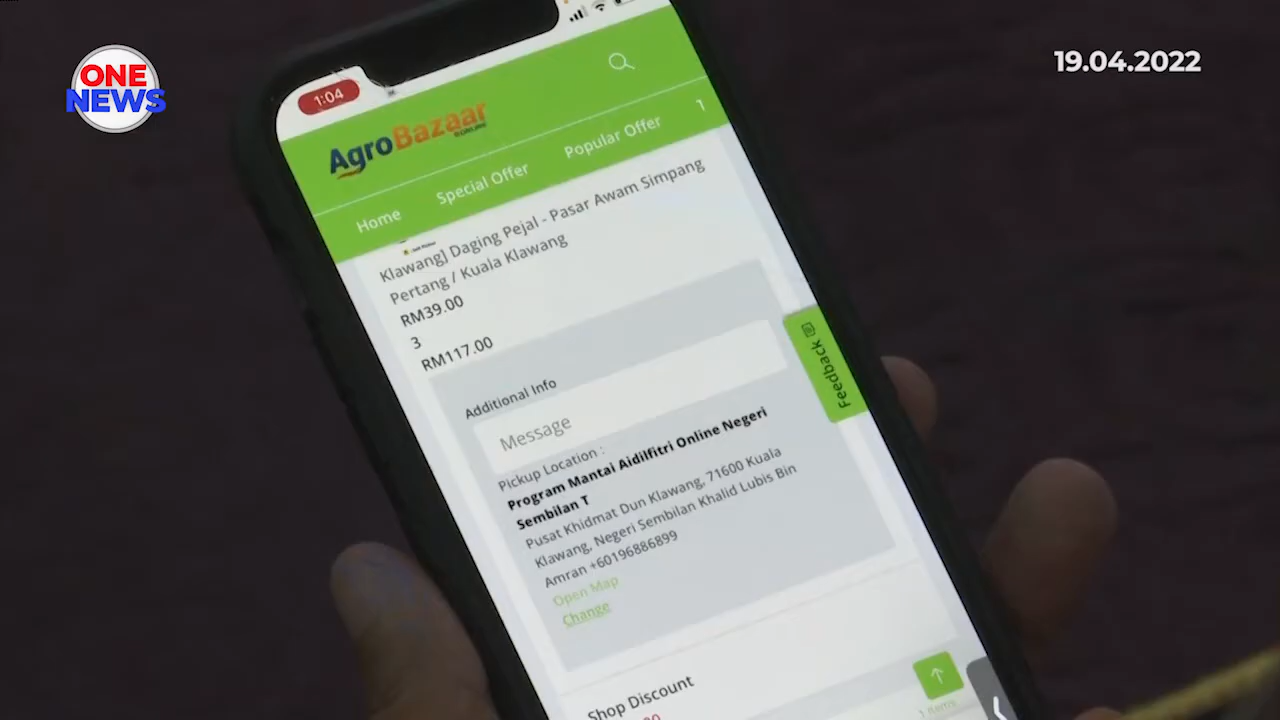 ONE
NEWS
19.04.2022
1:04
AgroBazaar
Home
Special Offer
Popular Offer
Klawang] Daging Pejal - Pasar Awam Simpang
Pertang / Kuala Klawang
RM39.00
3
RM117.00
Additional Info
Message
Feedback
Pickup Location :
Program Mantai Aidilfitri Online Negeri
Sembilan T
Pusat Khidmat Dun Klawang, 71600 Kuala
Klawang, Negeri Sembilan Khalid Lubis Bin
Amran +60196886899
Open Map
Change
Shop Discount
1 items